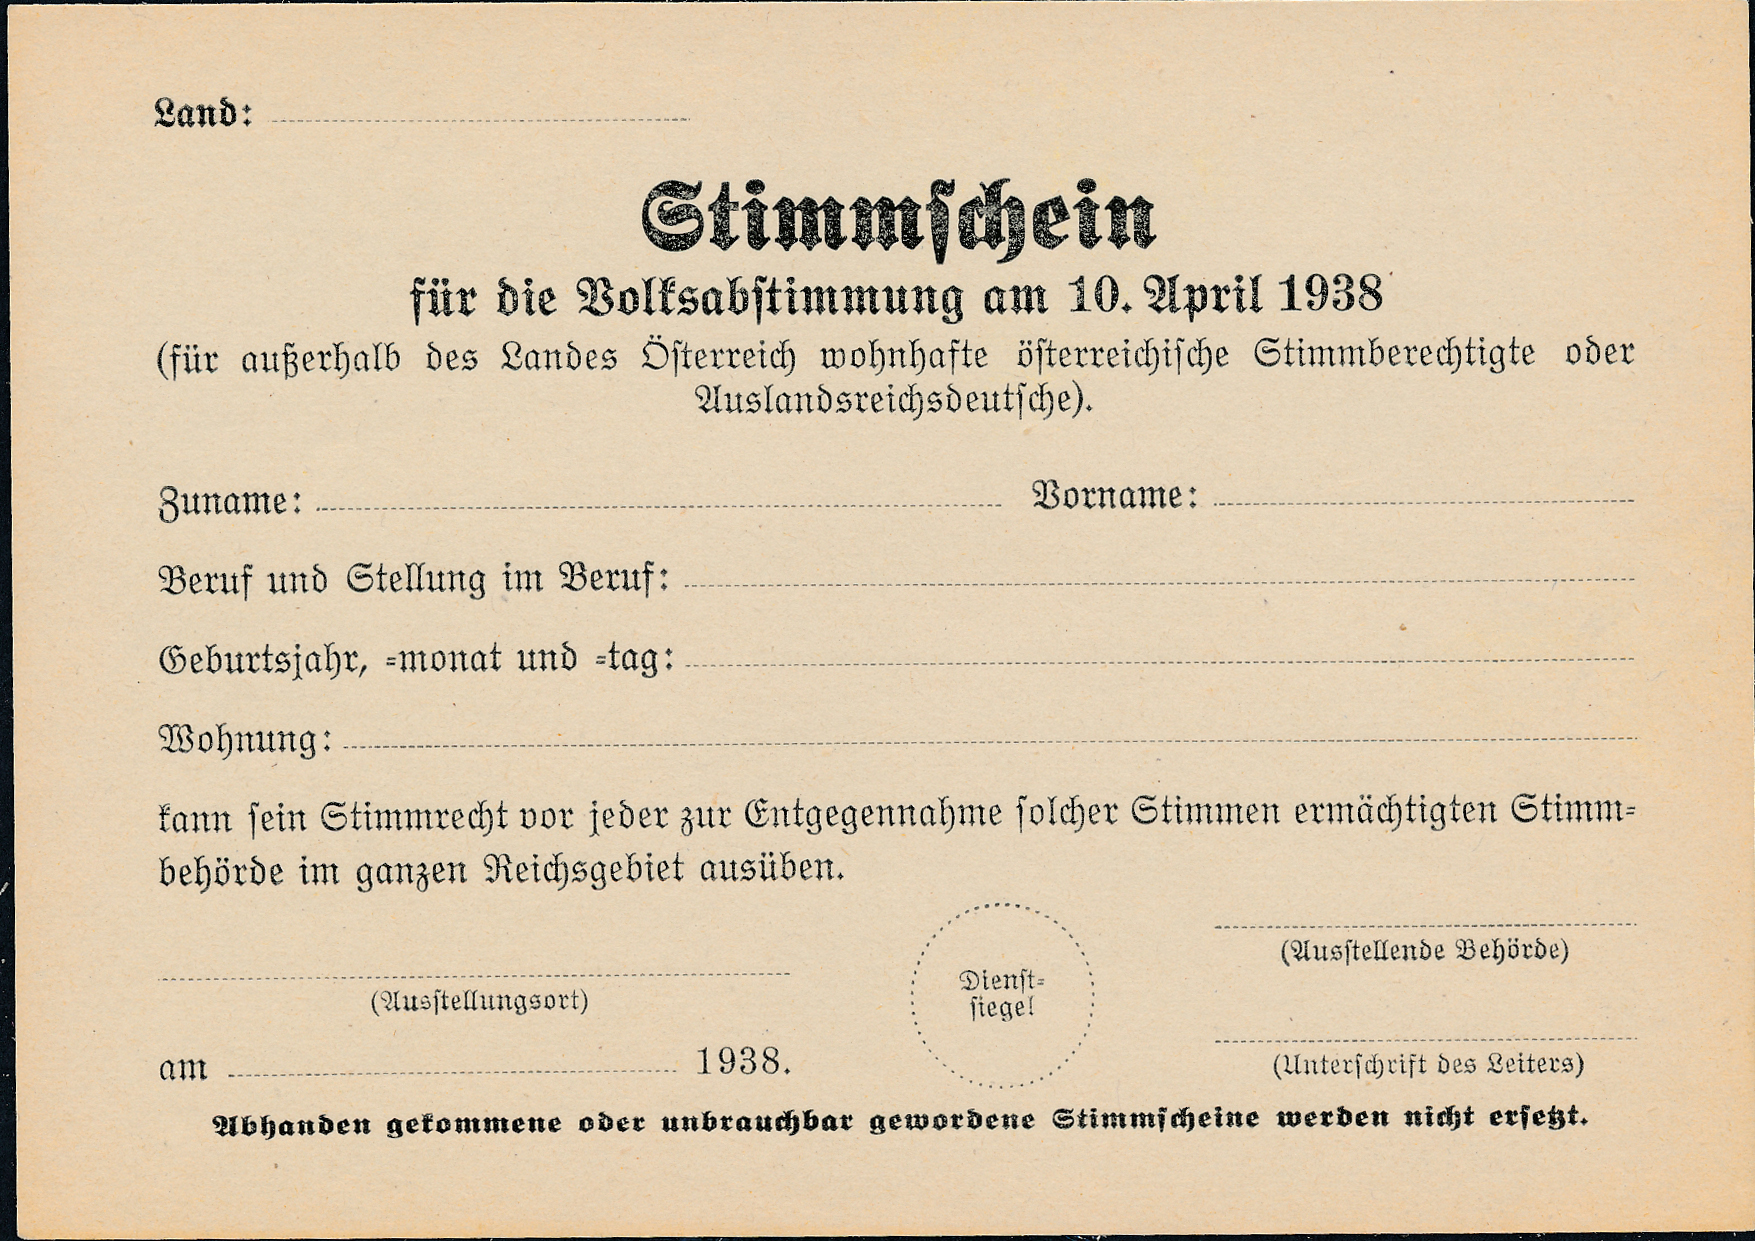 Land:
Stimmschein
für die Volksabstimmung am 10. April 1938
(für außerhalb des Landes Österreich wohnhafte österreichische Stimmberechtigte oder
Auslandsreichsdeutsche).
Zuname: Vorname:
Beruf und Stellung im Beruf:
Geburtsjahr, =monat und =tag:
Wohnung:
kann sein Stimmrecht vor jeder zur Entgegennahme solcher Stimmen ermächtigten Stimm=
behörde im ganzen Reichsgebiet ausüben.
(Ausstellende Behörde)
Dienst=
siegel
(Ausstellungsort)
am 1938.
(Unterschrift des Leiters)
Abhanden gekommene oder unbrauchbar gewordene Stimmscheine werden nicht ersetzt.